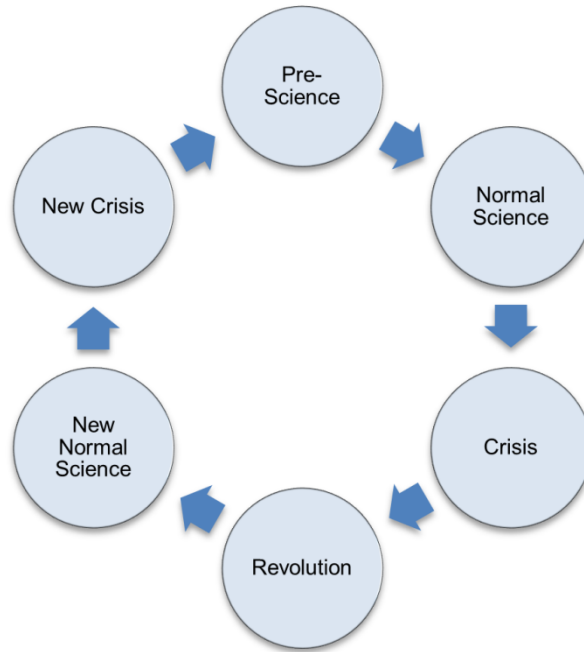 Pre-
Science
Normal
Science
Crisis
Revolution
New
Normal
Science
New Crisis